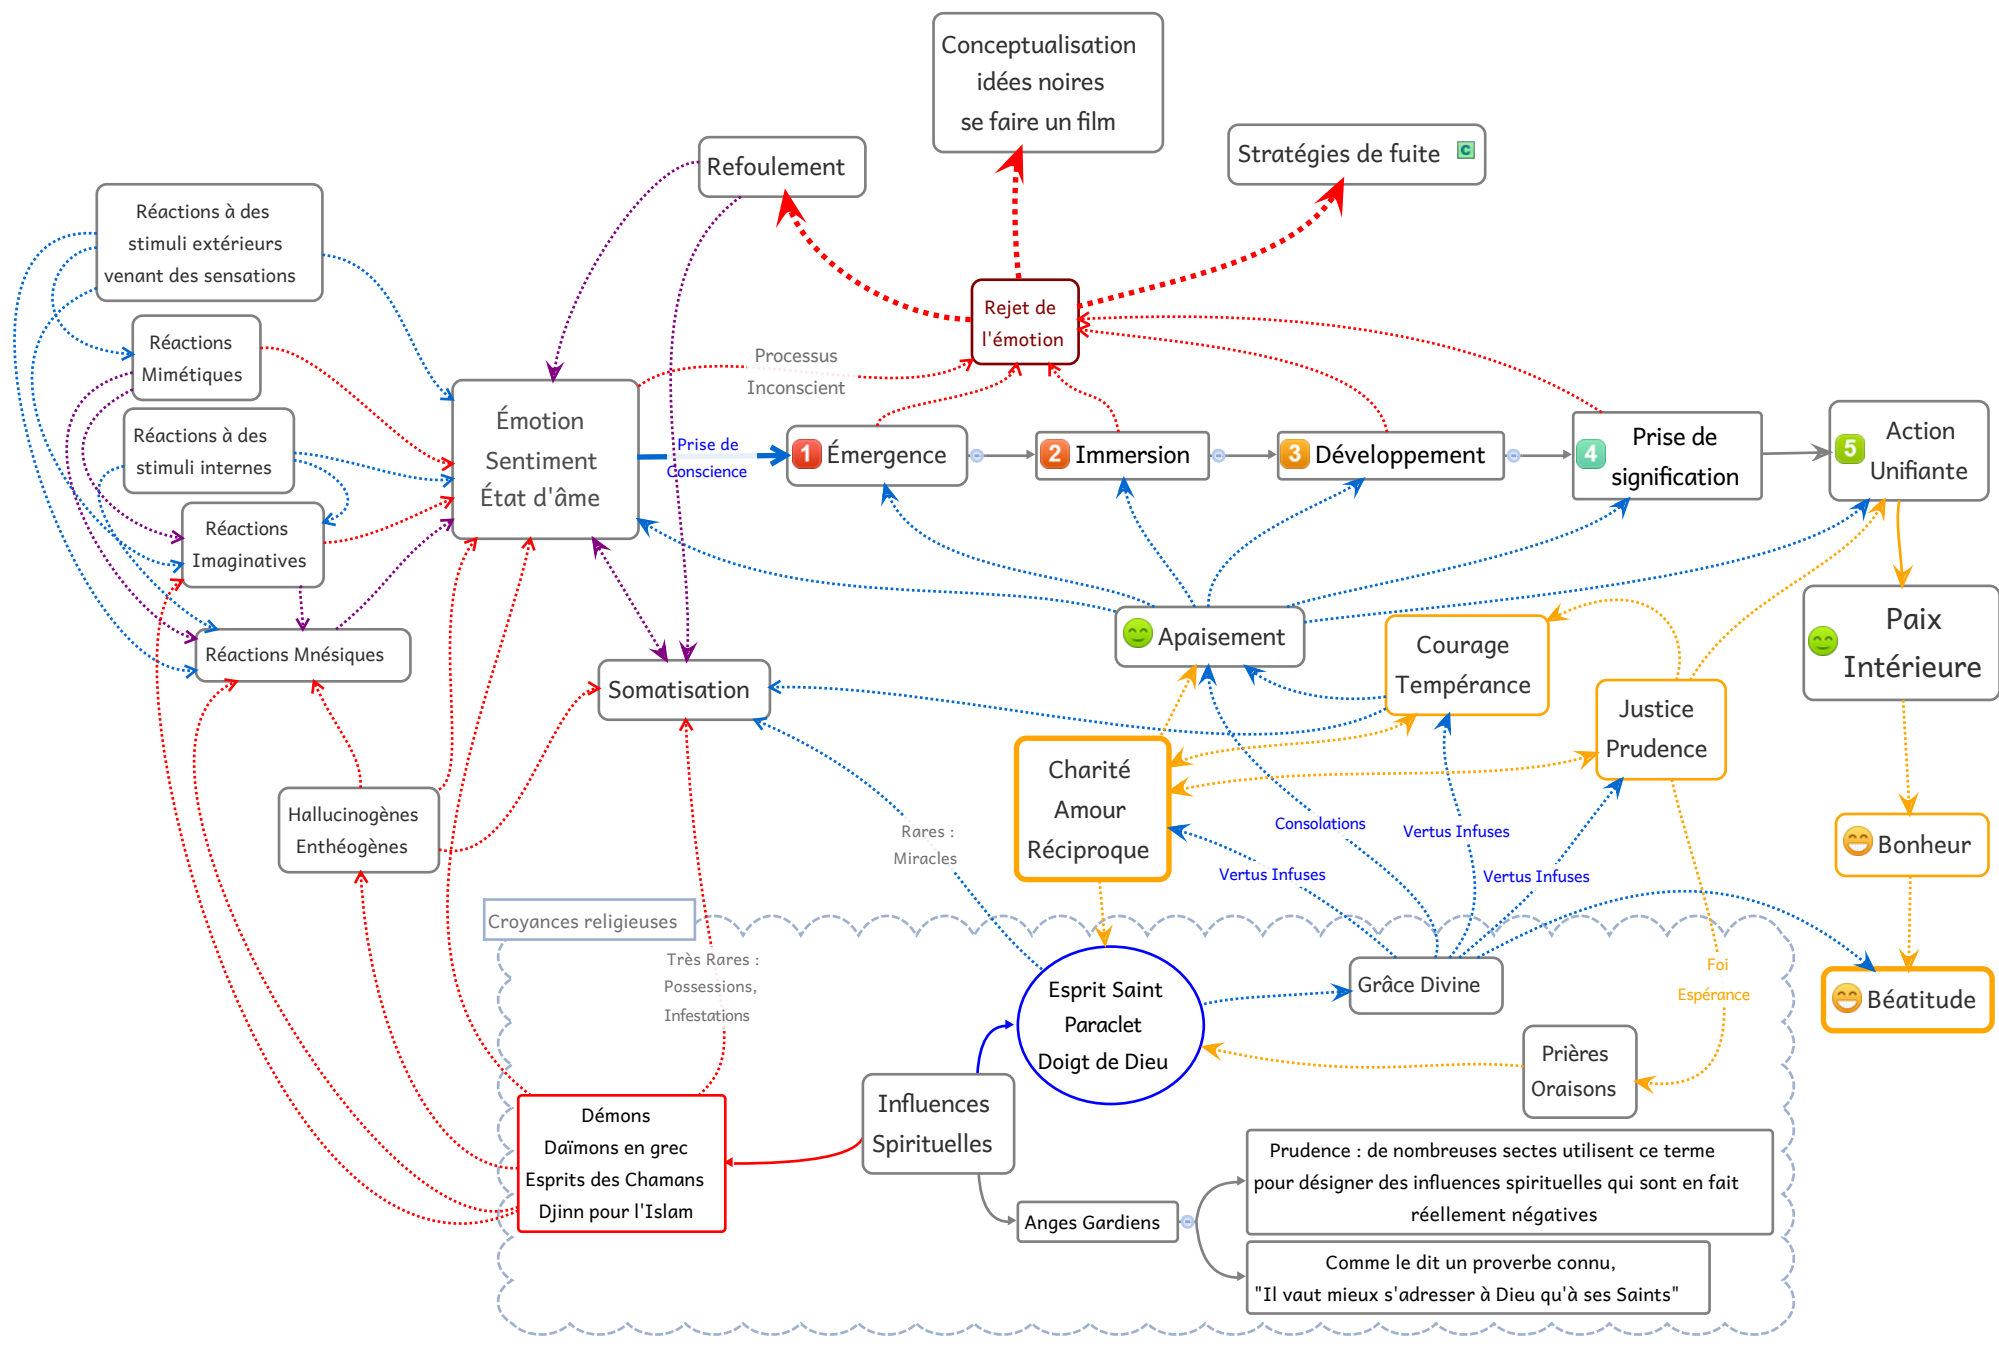 Conceptualisation
idées noires
se faire un film
Refoulement
Stratégies de fuite
C
Réactions à des
stimuli extérieurs
venant des sensations
Rejet de
l'émotion
Réactions
Mimétiques
Processus
Inconscient
Réactions à des
stimuli internes
Émotion
Sentiment
État d'âme
Prise de
Conscience
1 Émergence
2 Immersion
3 Développement
4 Prise de
signification
5 Action
Unifiante
Réactions
Imaginatives
Réactions Mnésiques
Somatisation
Apaisement
Courage
Tempérance
Paix
Intérieure
Justice
Prudence
Charité
Amour
Réciproque
Hallucinogènes
Enthéogènes
Rares :
Miracles
Consolations
Vertus Infuses
Vertus Infuses
Vertus Infuses
Bonheur
Croyances religieuses
Très Rares :
Possessions,
Infestations
Esprit Saint
Paraclet
Doigt de Dieu
Grâce Divine
Foi
Espérance
Béatitude
Prières
Oraisons
Influences
Spirituelles
Démons
Daïmons en grec
Esprits des Chamans
Djinn pour l'Islam
Anges Gardiens
Prudence : de nombreuses sectes utilisent ce terme
pour désigner des influences spirituelles qui sont en fait
réellement négatives
Comme le dit un proverbe connu,
"Il vaut mieux s'adresser à Dieu qu'à ses Saints"